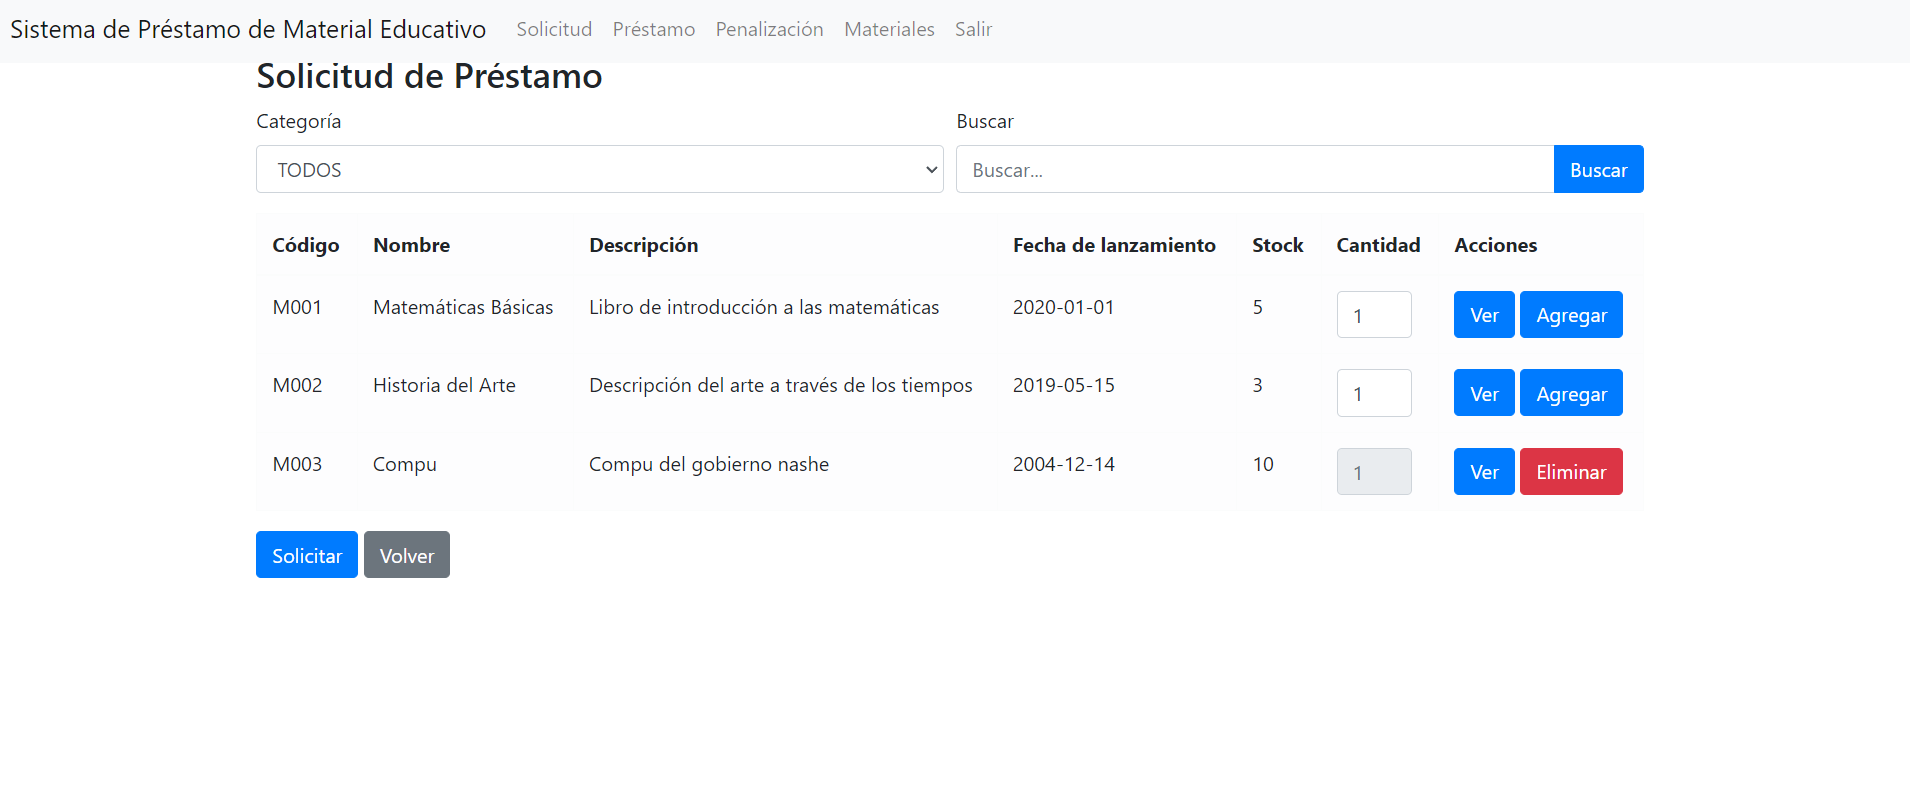 Sistema de Préstamo de Material Educativo Solicitud Préstamo Penalización Materiales Salir
Solicitud de Préstamo
Categoría Buscar
TODOS Buscar... Buscar
Código Nombre Descripción Fecha de lanzamiento Stock Cantidad Acciones
M001 Matemáticas Básicas Libro de introducción a las matemáticas 2020-01-01 5 1 Ver Agregar
M002 Historia del Arte Descripción del arte a través de los tiempos 2019-05-15 3 1 Ver Agregar
M003 Compu Compu del gobierno nashe 2004-12-14 10 1 Ver Eliminar
Solicitar Volver